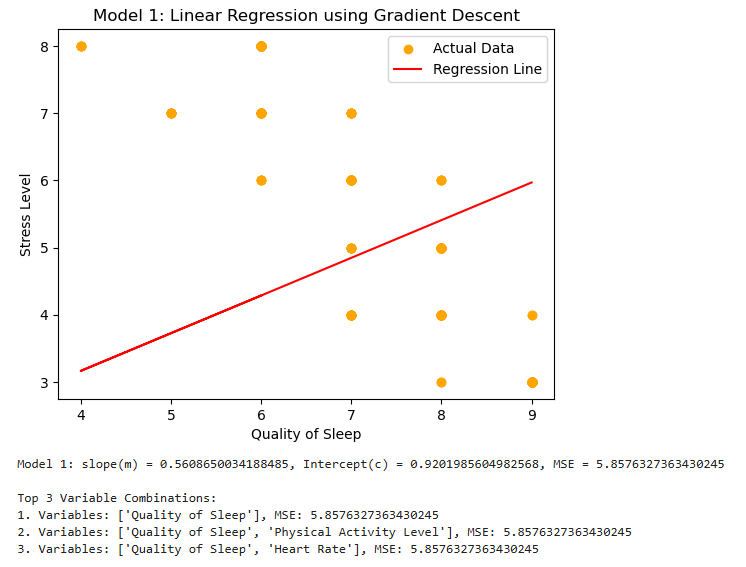 Model 1: Linear Regression using Gradient Descent
Actual Data
Regression Line
8
7
6
5
4
3
Stress Level
4 5 6 7 8 9
Quality of Sleep
Model 1: slope(m) = 0.5608650034188485, Intercept(c) = 0.9201985604982568, MSE = 5.8576327363430245
Top 3 Variable Combinations:
1. Variables: ['Quality of Sleep'], MSE: 5.8576327363430245
2. Variables: ['Quality of Sleep', 'Physical Activity Level'], MSE: 5.8576327363430245
3. Variables: ['Quality of Sleep', 'Heart Rate'], MSE: 5.8576327363430245